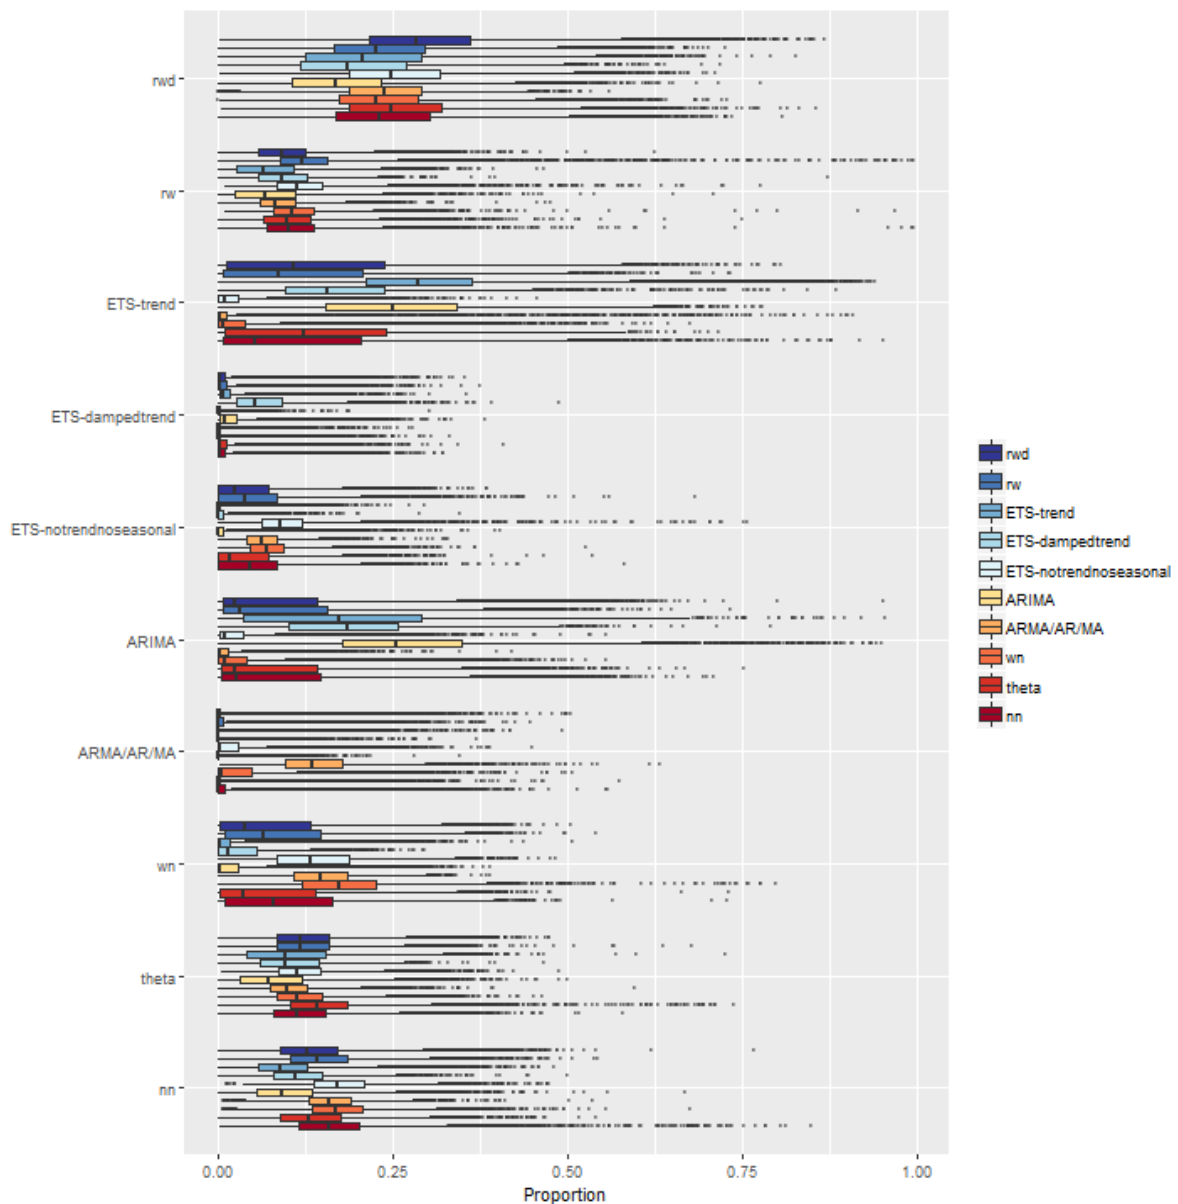 rwd
rw
ETS-trend
ETS-dampedtrend
ETS-notrendnoseasonal
ARIMA
ARMA/AR/MA
wn
theta
nn
0.00
0.25
0.50
0.75
1.00
Proportion
rwd
rw
ETS-trend
ETS-dampedtrend
ETS-notrendnoseasonal
ARIMA
ARMA/AR/MA
wn
theta
nn